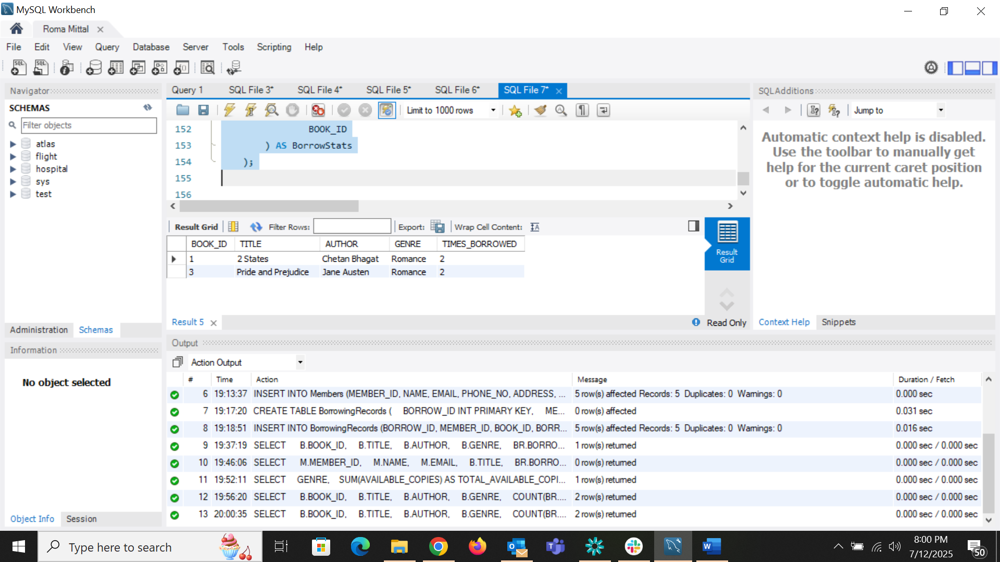 MySQL Workbench
Roma Mittal
File Edit View Query Database Server Tools Scripting Help
Navigator
SCHEMAS
Filter objects
atlas
flight
hospital
sys
test
Administration Schemas
Information
No object selected
Object Info Session
Query 1 SQL File 3* SQL File 4* SQL File 5* SQL File 6* SQL File 7*
Limit to 1000 rows
152 BOOK_ID
153 ) AS BorrowStats
154 );
155
156
Result Grid Filter Rows: Export: Wrap Cell Content:
BOOK_ID TITLE AUTHOR GENRE TIMES_BORROWED
1 2 States Chetan Bhagat Romance 2
3 Pride and Prejudice Jane Austen Romance 2
Result
Grid
Result 5 Read Only
SQLAdditions
Jump to
Automatic context help is disabled.
Use the toolbar to manually get
help for the current caret position
or to toggle automatic help.
Context Help Snippets
Output
Action Output
# Time Action Message Duration / Fetch
6 19:13:37 INSERT INTO Members (MEMBER_ID, NAME, EMAIL, PHONE_NO, ADDRESS, ... 5 row(s) affected Records: 5 Duplicates: 0 Warnings: 0 0.000 sec
7 19:17:20 CREATE TABLE BorrowingRecords ( BORROW_ID INT PRIMARY KEY, ME... 0 row(s) affected 0.031 sec
8 19:18:51 INSERT INTO BorrowingRecords (BORROW_ID, MEMBER_ID, BOOK_ID, BORR... 5 row(s) affected Records: 5 Duplicates: 0 Warnings: 0 0.016 sec
9 19:37:19 SELECT B.BOOK_ID, B.TITLE, B.AUTHOR, B.GENRE, BR.BORRO... 1 row(s) returned 0.000 sec / 0.000 sec
10 19:46:06 SELECT M.MEMBER_ID, M.NAME, M.EMAIL, B.TITLE, BR.BORRO... 0 row(s) returned 0.000 sec / 0.000 sec
11 19:52:11 SELECT GENRE, SUM(AVAILABLE_COPIES) AS TOTAL_AVAILABLE_COPI... 1 row(s) returned 0.000 sec / 0.000 sec
12 19:56:20 SELECT B.BOOK_ID, B.TITLE, B.AUTHOR, B.GENRE, COUNT(BR.... 2 row(s) returned 0.000 sec / 0.000 sec
13 20:00:35 SELECT B.BOOK_ID, B.TITLE, B.AUTHOR, B.GENRE, COUNT(BR.... 2 row(s) returned 0.000 sec / 0.000 sec
Type here to search
8:00 PM
7/12/2025
50